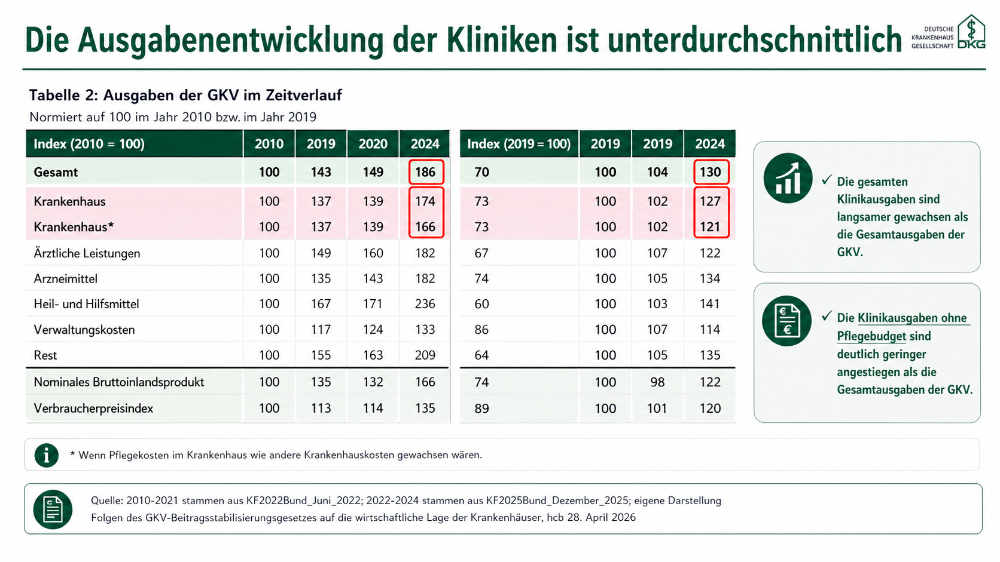 Die Ausgabenentwicklung der Kliniken ist unterdurchschnittlich
DEUTSCHE
KRANKENHAUS
GESELLSCHAFT
DKG
Tabelle 2: Ausgaben der GKV im Zeitverlauf
Normiert auf 100 im Jahr 2010 bzw. im Jahr 2019
Index (2010 = 100) 2010 2019 2020 2024 Index (2019 = 100) 2019 2019 2024
Gesamt 100 143 149 186 70 100 104 130
Krankenhaus 100 137 139 174 73 100 102 127
Krankenhaus* 100 137 139 166 73 100 102 121
Ärztliche Leistungen 100 149 160 182 67 100 107 122
Arzneimittel 100 135 143 182 74 100 105 134
Heil- und Hilfsmittel 100 167 171 236 60 100 103 141
Verwaltungskosten 100 117 124 133 86 100 107 114
Rest 100 155 163 209 64 100 105 135
Nominales Bruttoinlandsprodukt 100 135 132 166 74 100 98 122
Verbraucherpreisindex 100 113 114 135 89 100 101 120
✓ Die gesamten
Klinikausgaben sind
langsamer gewachsen als
die Gesamtausgaben der
GKV.
✓ Die Klinikausgaben ohne
Pflegebudget sind
deutlich geringer
angestiegen als die
Gesamtausgaben der GKV.
* Wenn Pflegekosten im Krankenhaus wie andere Krankenhauskosten gewachsen wären.
Quelle: 2010-2021 stammen aus KF2022Bund_Juni_2022; 2022-2024 stammen aus KF2025Bund_Dezember_2025; eigene Darstellung
Folgen des GKV-Beitragsstabilisierungsgesetzes auf die wirtschaftliche Lage der Krankenhäuser, hcb 28. April 2026